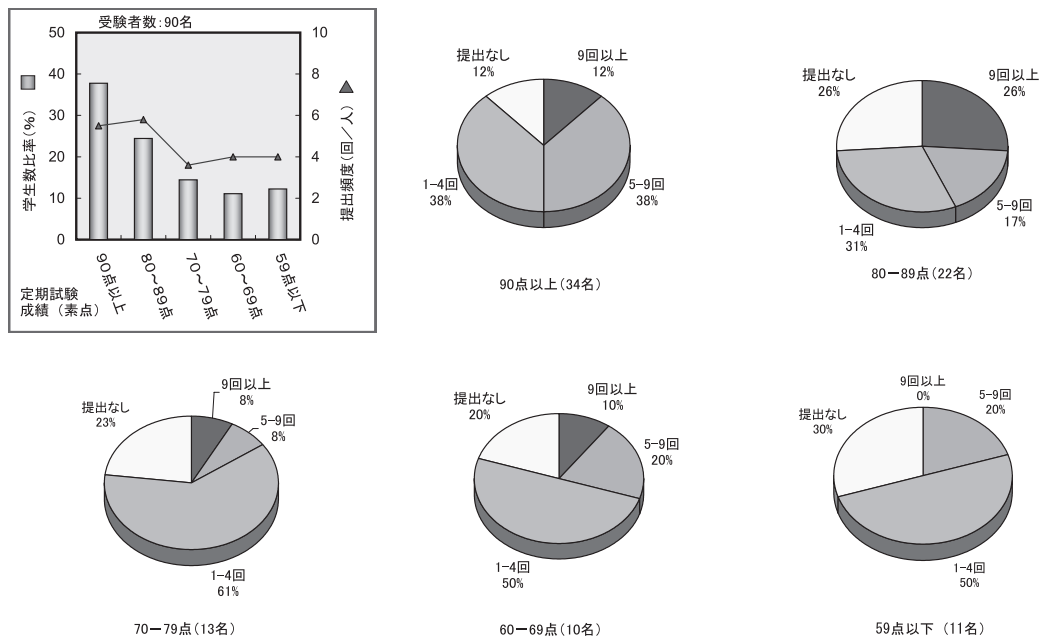 受験者数:90名
50
40
30
20
10
0
学生数比率(%)
10
8
6
4
2
0
提出頻度(回/人)
90点以上
80～89点
70～79点
60～69点
59点以下
定期試験
成績（素点）
提出なし
12%
9回以上
12%
1-4回
38%
5-9回
38%
90点以上(34名)
提出なし
26%
9回以上
26%
5-9回
17%
1-4回
31%
80－89点(22名)
9回以上
8%
提出なし
23%
5-9回
8%
1-4回
61%
70－79点(13名)
提出なし
20%
9回以上
10%
5-9回
20%
1-4回
50%
60－69点(10名)
9回以上
0%
5-9回
20%
提出なし
30%
1-4回
50%
59点以下（11名）